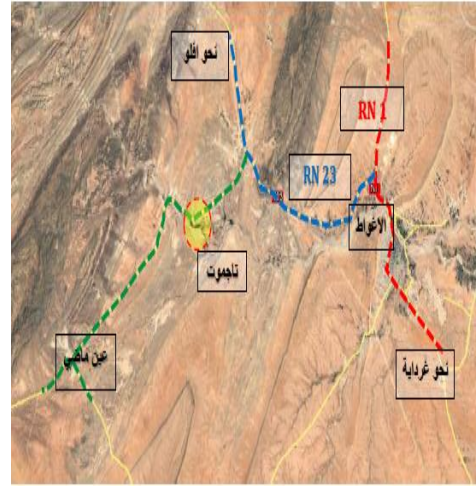 نحو افلو
RN 1
RN 23
الاغواط
تاجموت
عين ماضي
نحو غرداية